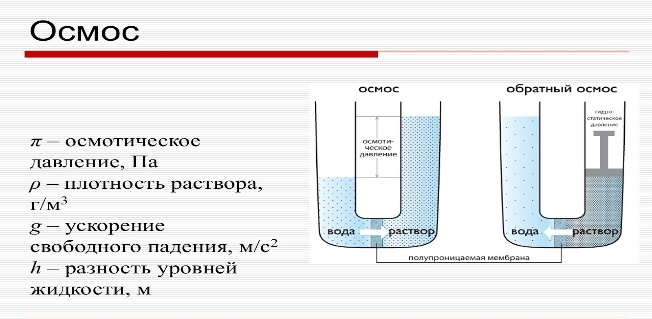 Осмос
π – осмотическое
давление, Па
ρ – плотность раствора,
г/м³
g – ускорение
свободного падения, м/с²
h – разность уровней
жидкости, м
осмос
осмоти-
ческое
давление
вода
раствор
обратный осмос
гидро-
статическое
давление
вода
раствор
полупроницаемая мембрана